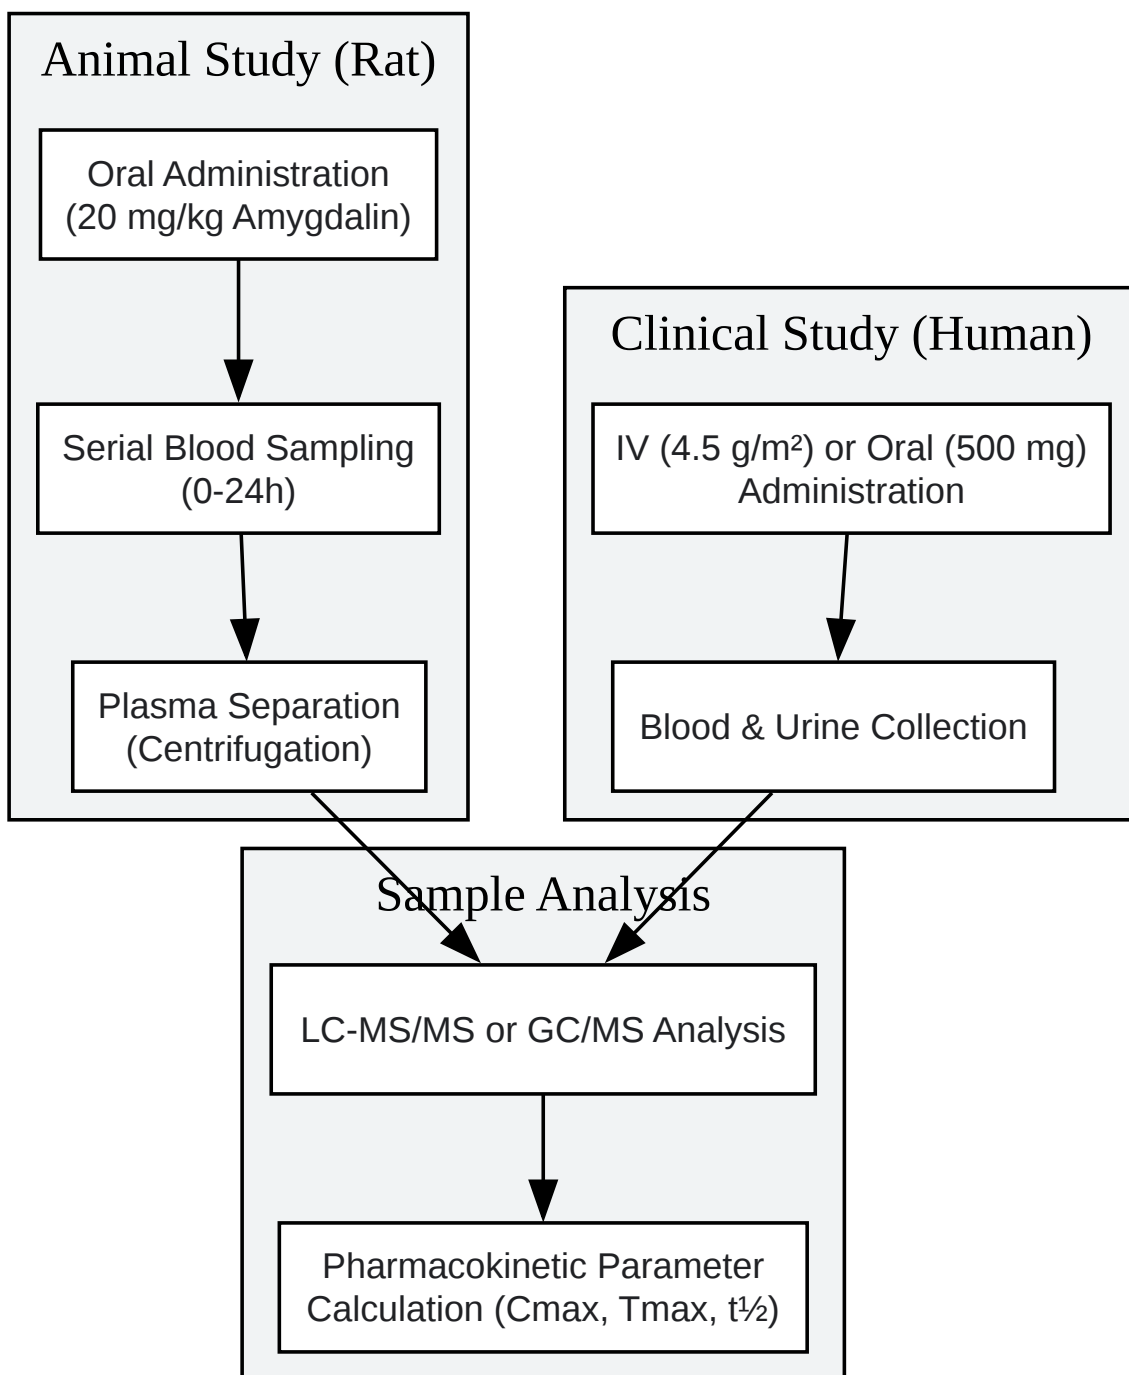 Animal Study (Rat)
Oral Administration
(20 mg/kg Amygdalin)
Serial Blood Sampling
(0-24h)
Plasma Separation
(Centrifugation)
Clinical Study (Human)
IV (4.5 g/m²) or Oral (500 mg)
Administration
Blood & Urine Collection
Sample Analysis
LC-MS/MS or GC/MS Analysis
Pharmacokinetic Parameter
Calculation (Cmax, Tmax, t½)